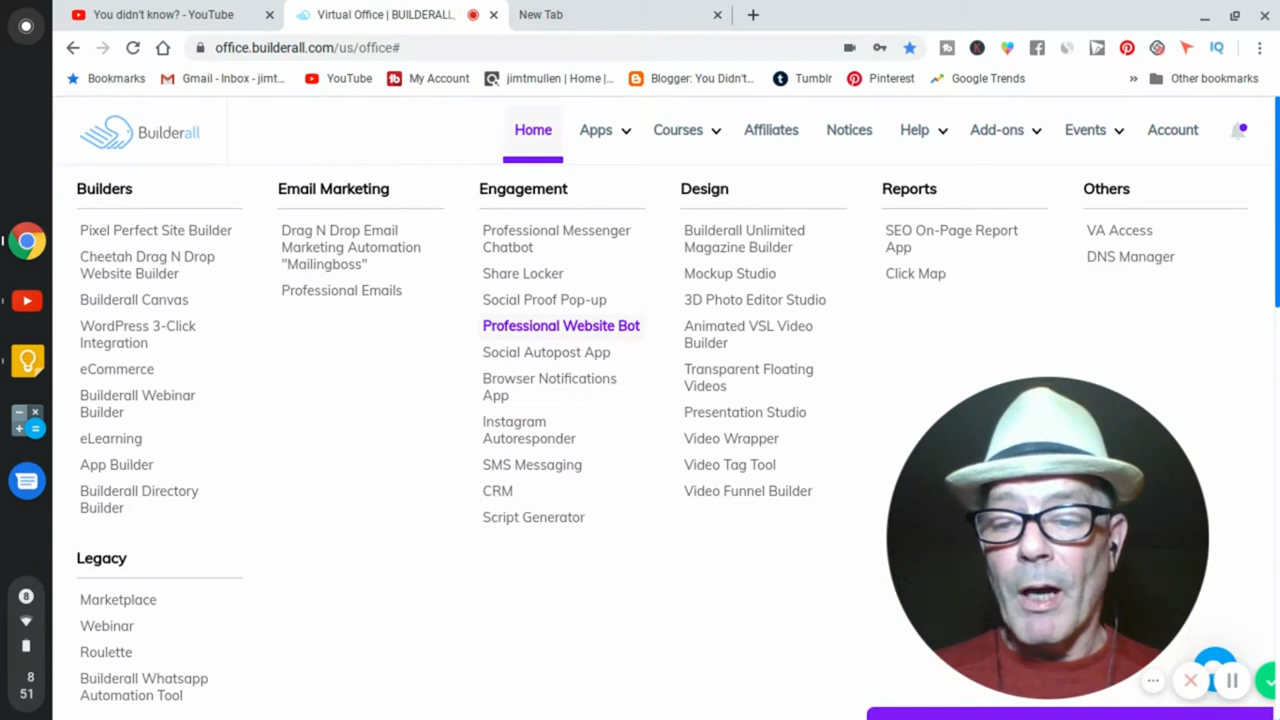 You didn't know? - YouTube
Virtual Office | BUILDERALL
New Tab
office.builderall.com/us/office#
IQ
Bookmarks
Gmail - Inbox - jimt...
YouTube
My Account
jimtmullen | Home |...
Blogger: You Didn'...
Tumblr
Pinterest
Google Trends
»
Other bookmarks
Builderall
Home
Apps
Courses
Affiliates
Notices
Help
Add-ons
Events
Account
Builders
Pixel Perfect Site Builder
Cheetah Drag N Drop
Website Builder
Builderall Canvas
WordPress 3-Click
Integration
eCommerce
Builderall Webinar
Builder
eLearning
App Builder
Builderall Directory
Builder
Legacy
Marketplace
Webinar
Roulette
Builderall Whatsapp
Automation Tool
Email Marketing
Drag N Drop Email
Marketing Automation
"Mailingboss"
Professional Emails
Engagement
Professional Messenger
Chatbot
Share Locker
Social Proof Pop-up
Professional Website Bot
Social Autopost App
Browser Notifications
App
Instagram
Autoresponder
SMS Messaging
CRM
Script Generator
Design
Builderall Unlimited
Magazine Builder
Mockup Studio
3D Photo Editor Studio
Animated VSL Video
Builder
Transparent Floating
Videos
Presentation Studio
Video Wrapper
Video Tag Tool
Video Funnel Builder
Reports
SEO On-Page Report
App
Click Map
Others
VA Access
DNS Manager
8
8
51